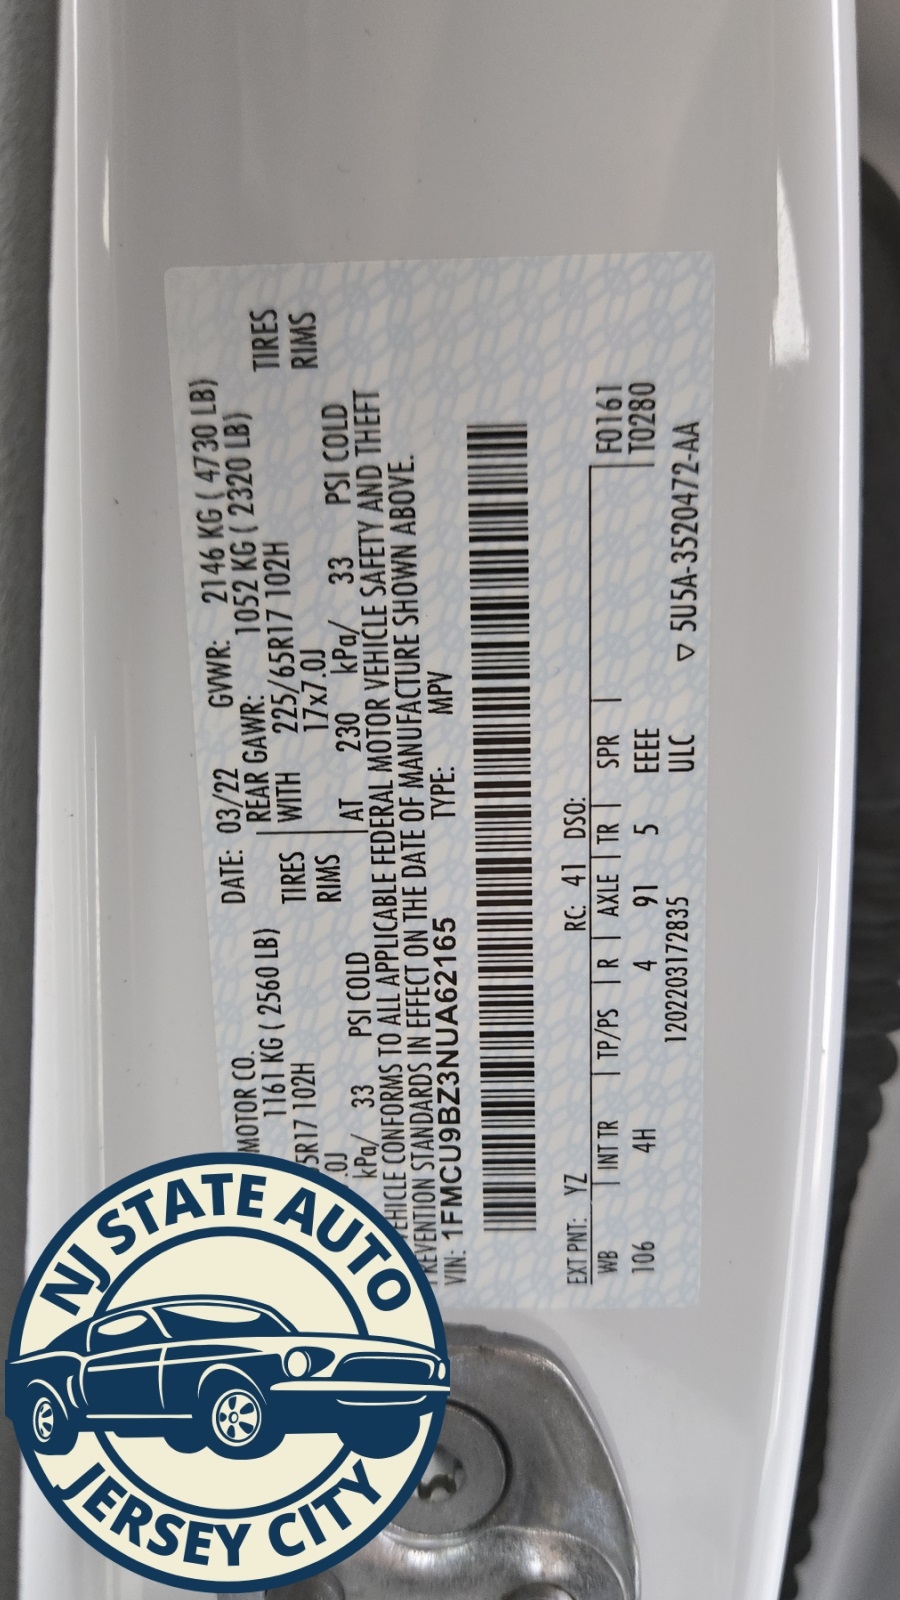 MOTOR CO. DATE: 03/22 GVWR: 2146 KG ( 4730 LB)
1161 KG ( 2560 LB) REAR GAWR: 1052 KG ( 2320 LB)
5R17 102H TIRES WITH 225/65R17 102H TIRES
.0J RIMS 17x7.0J RIMS
kPa/ 33 PSI COLD AT 230 kPa/ 33 PSI COLD
VEHICLE CONFORMS TO ALL APPLICABLE FEDERAL MOTOR VEHICLE SAFETY AND THEFT
REVENTION STANDARDS IN EFFECT ON THE DATE OF MANUFACTURE SHOWN ABOVE.
VIN: 1FMCU9BZ3NUA62165 TYPE: MPV
EXT PNT: YZ RC: 41 DSO:
WB | INT TR | TP/PS | R | AXLE | TR | SPR | F0161
106 4H 4 91 5 EEEE T0280
1202203172835 ULC ▽ 5U5A-3520472-AA
NJ STATE AUTO
JERSEY CITY